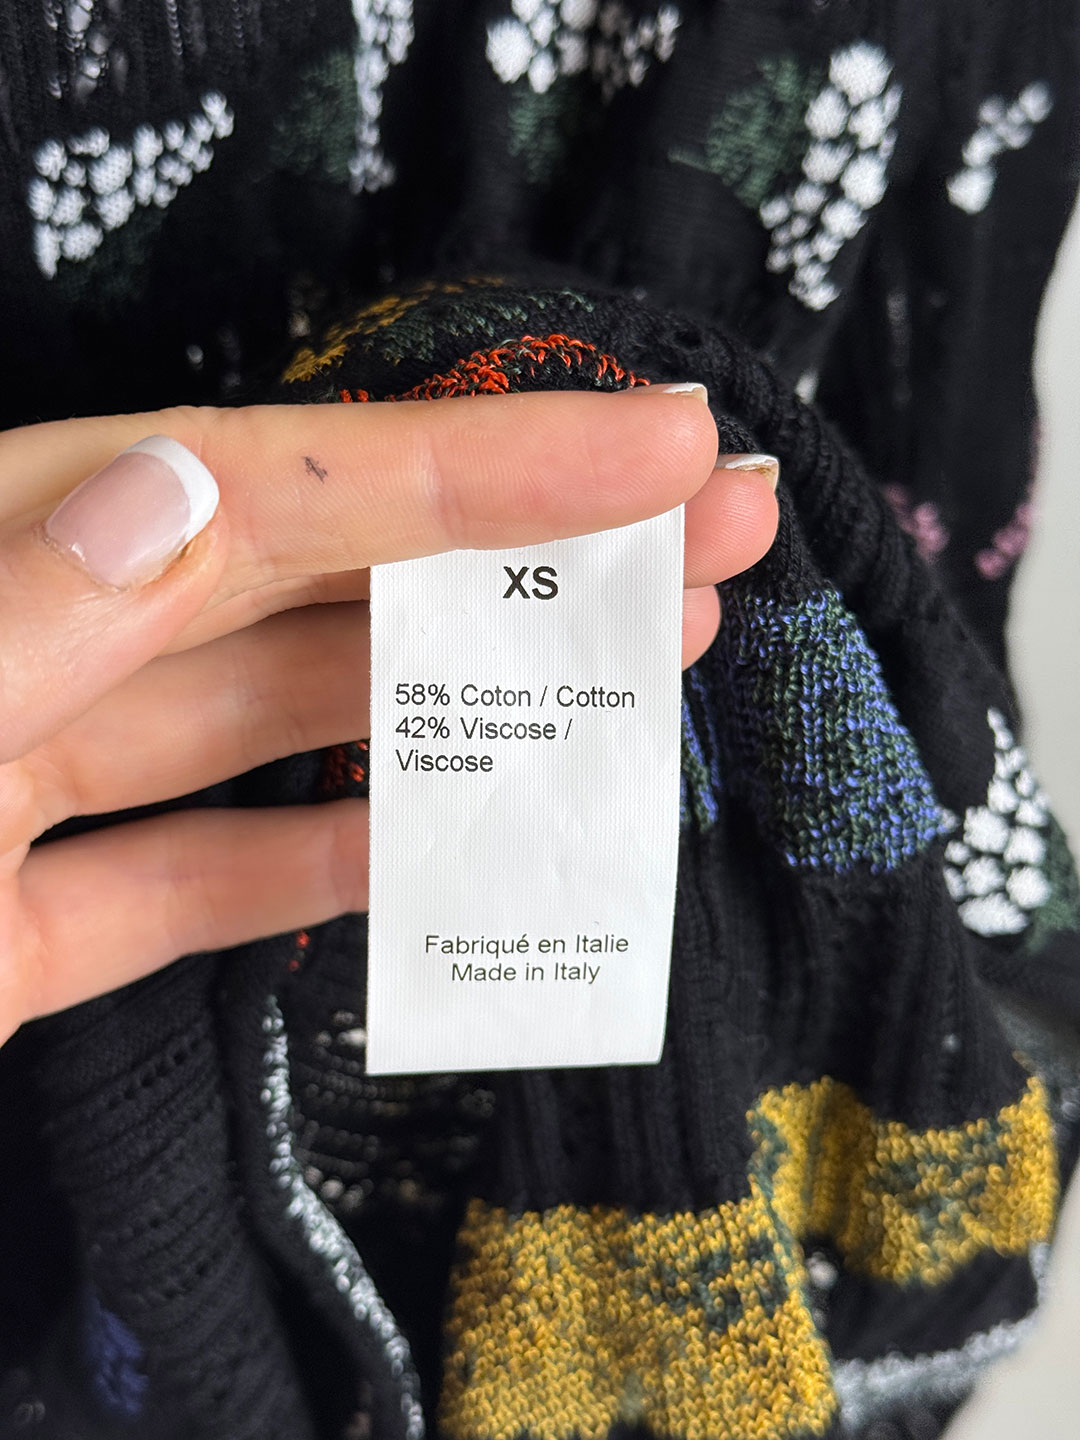 XS
58% Coton / Cotton
42% Viscose /
Viscose
Fabriqué en Italie
Made in Italy